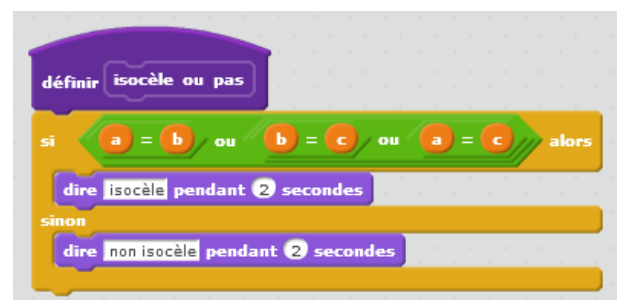 définir isocèle ou pas
si a = b ou b = c ou a = c alors
dire isocèle pendant 2 secondes
sinon
dire non isocèle pendant 2 secondes